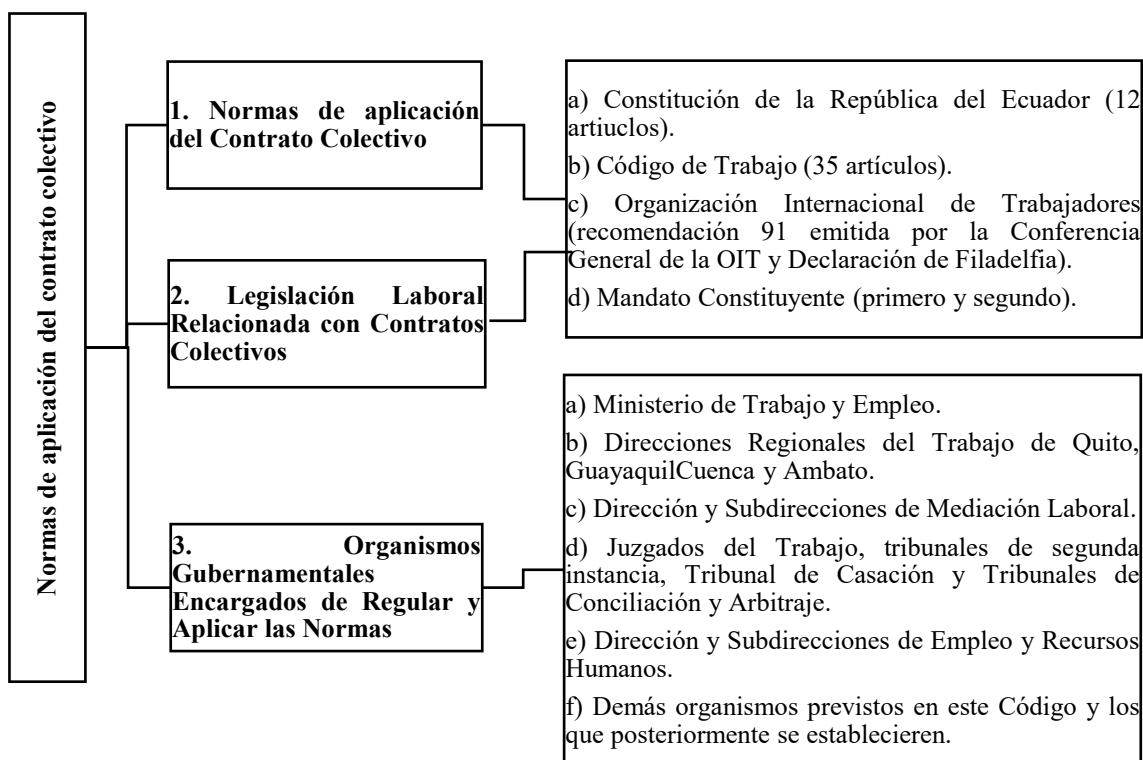 Normas de aplicación del contrato colectivo
1. Normas de aplicación
del Contrato Colectivo
2. Legislación Laboral
Relacionada con Contratos
Colectivos
3. Organismos
Gubernamentales
Encargados de Regular y
Aplicar las Normas
a) Constitución de la República del Ecuador (12
artiuclos).
b) Código de Trabajo (35 artículos).
c) Organización Internacional de Trabajadores
(recomendación 91 emitida por la Conferencia
General de la OIT y Declaración de Filadelfia).
d) Mandato Constituyente (primero y segundo).
a) Ministerio de Trabajo y Empleo.
b) Direcciones Regionales del Trabajo de Quito,
GuayaquilCuenca y Ambato.
c) Dirección y Subdirecciones de Mediación Laboral.
d) Juzgados del Trabajo, tribunales de segunda
instancia, Tribunal de Casación y Tribunales de
Conciliación y Arbitraje.
e) Dirección y Subdirecciones de Empleo y Recursos
Humanos.
f) Demás organismos previstos en este Código y los
que posteriormente se establecieren.